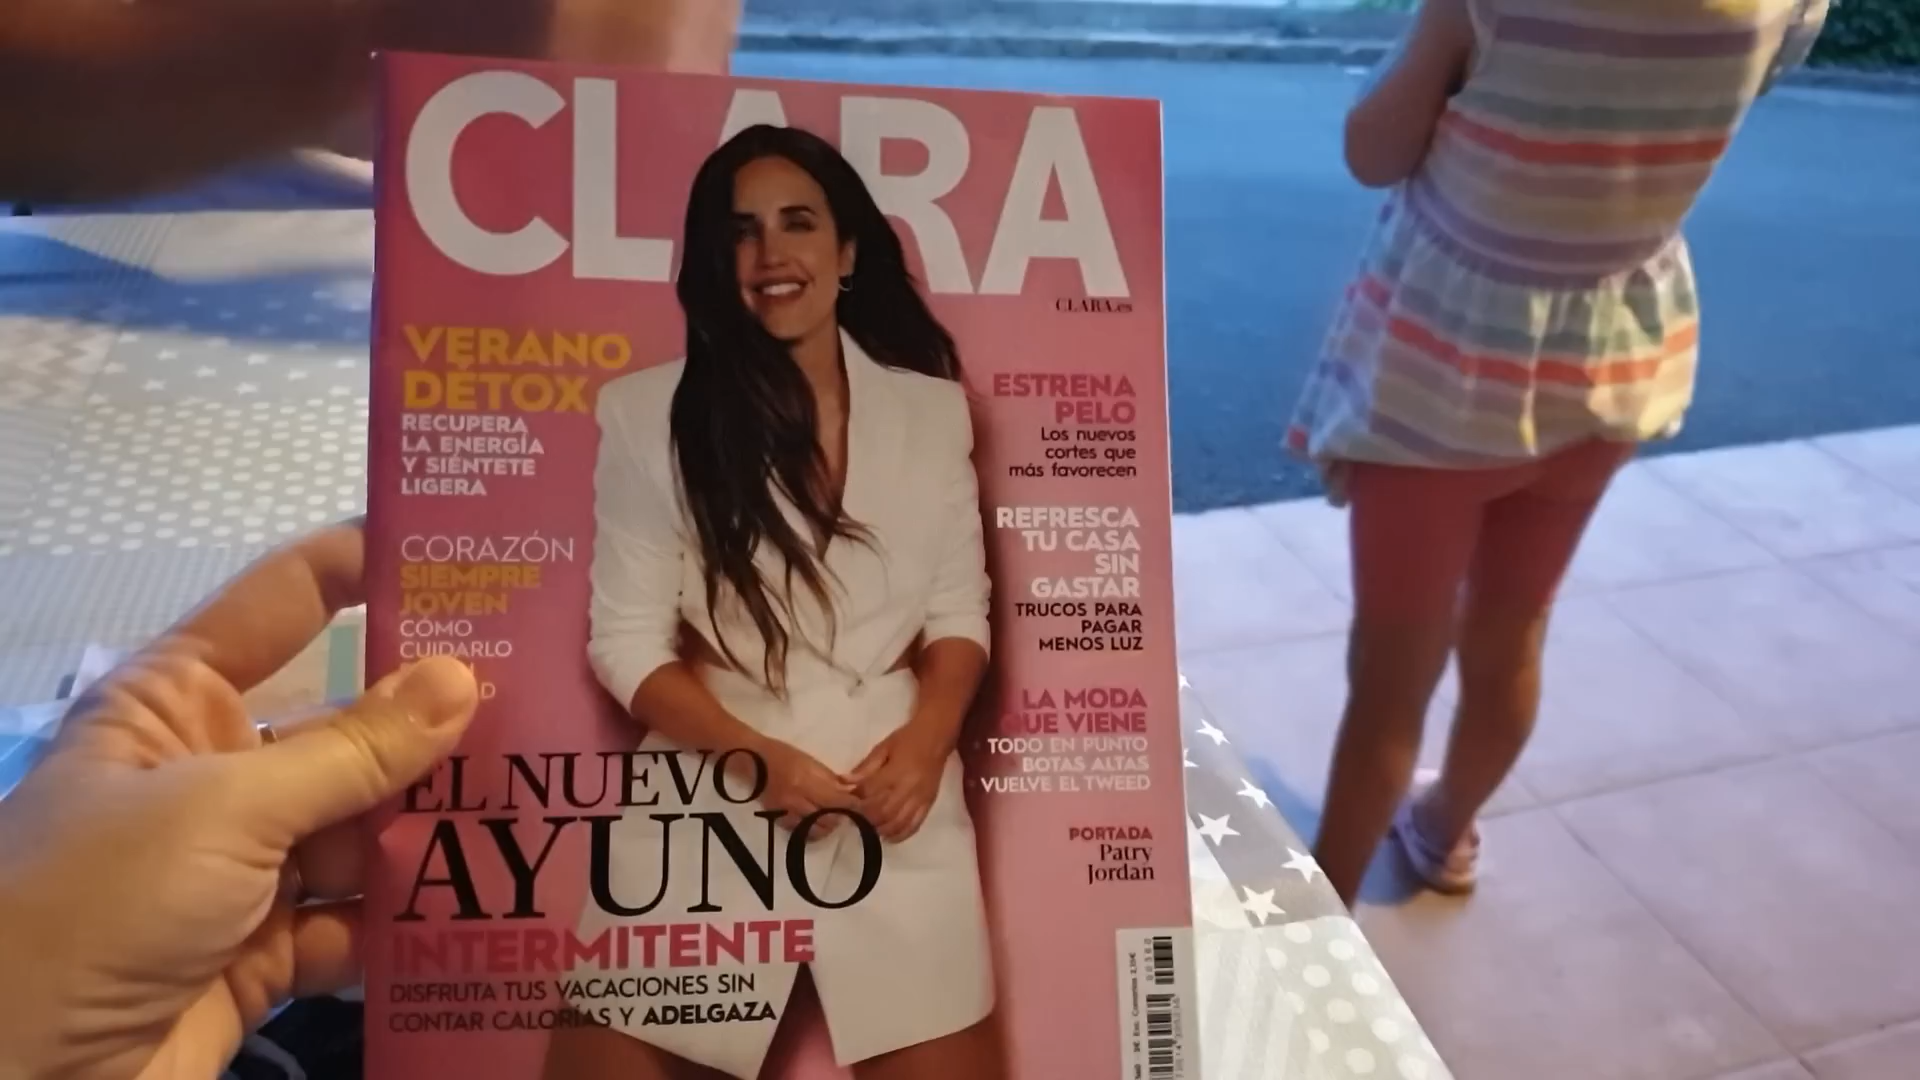 CLARA
CLARA.es
VERANO
DÉTOX
RECUPERA
LA ENERGÍA
Y SIÉNTETE
LIGERA
CORAZÓN
SIEMPRE
JOVEN
CÓMO
CUIDARLO
EL NUEVO
AYUNO
INTERMITENTE
DISFRUTA TUS VACACIONES SIN
CONTAR CALORÍAS Y ADELGAZA
ESTRENA
PELO
Los nuevos
cortes que
más favorecen
REFRESCA
TU CASA
SIN
GASTAR
TRUCOS PARA
PAGAR
MENOS LUZ
LA MODA
QUE VIENE
TODO EN PUNTO
BOTAS ALTAS
VUELVE EL TWEED
PORTADA
Patry
Jordan